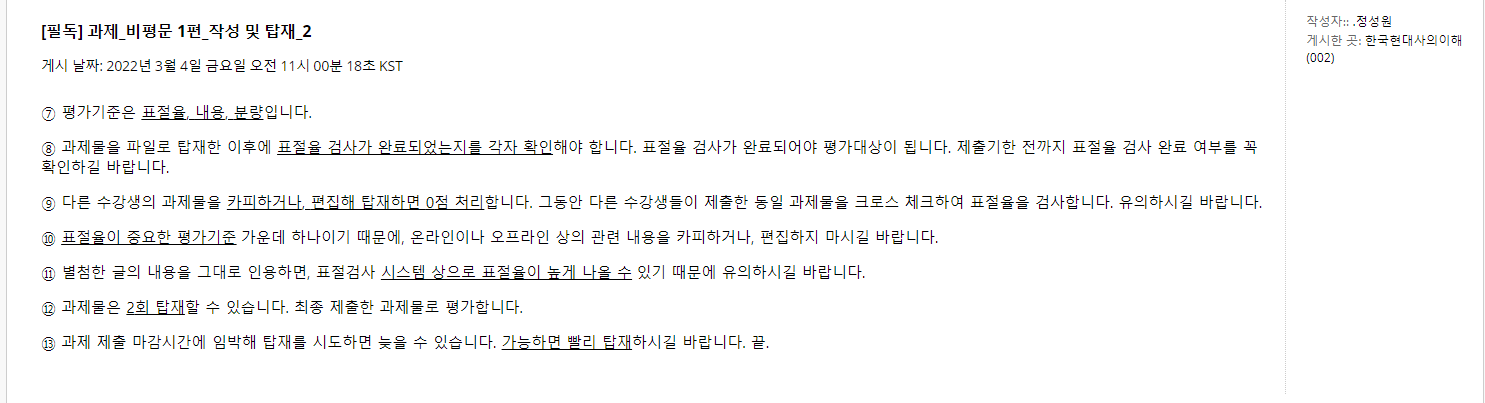 [필독] 과제_비평문 1편_작성 및 탑재_2
게시 날짜: 2022년 3월 4일 금요일 오전 11시 00분 18초 KST
⑦ 평가기준은 표절율, 내용, 분량입니다.
⑧ 과제물을 파일로 탑재한 이후에 표절율 검사가 완료되었는지를 각자 확인해야 합니다. 표절율 검사가 완료되어야 평가대상이 됩니다. 제출기한 전까지 표절율 검사 완료 여부를 꼭
확인하길 바랍니다.
⑨ 다른 수강생의 과제물을 카피하거나, 편집해 탑재하면 0점 처리합니다. 그동안 다른 수강생들이 제출한 동일 과제물을 크로스 체크하여 표절율을 검사합니다. 유의하시길 바랍니다.
⑩ 표절율이 중요한 평가기준 가운데 하나이기 때문에, 온라인이나 오프라인 상의 관련 내용을 카피하거나, 편집하지 마시길 바랍니다.
⑪ 별첨한 글의 내용을 그대로 인용하면, 표절검사 시스템 상으로 표절율이 높게 나올 수 있기 때문에 유의하시길 바랍니다.
⑫ 과제물은 2회 탑재할 수 있습니다. 최종 제출한 과제물로 평가합니다.
⑬ 과제 제출 마감시간에 임박해 탑재를 시도하면 늦을 수 있습니다. 가능하면 빨리 탑재하시길 바랍니다. 끝.
작성자:: .정성원
게시한 곳: 한국현대사의이해
(002)